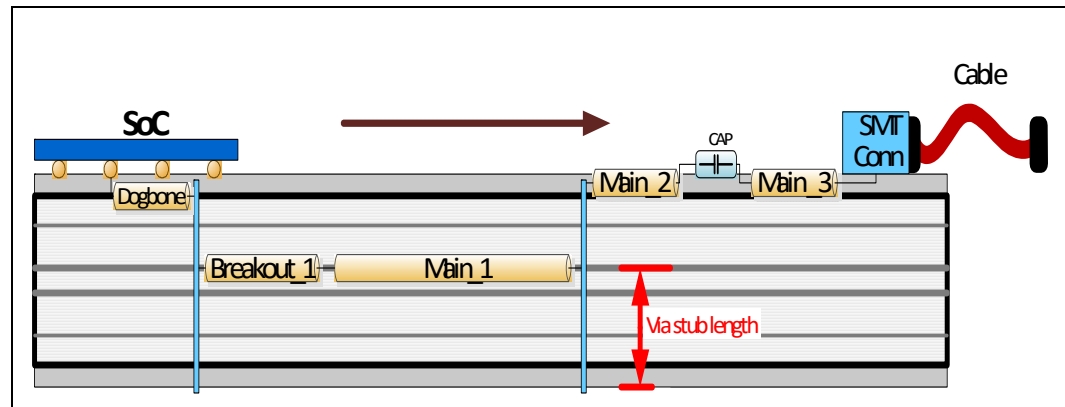 Cable
SoC
SMT
Conn
CAP
Dogbone
Main_2
Main_3
Breakout_1
Main_1
Via stub length